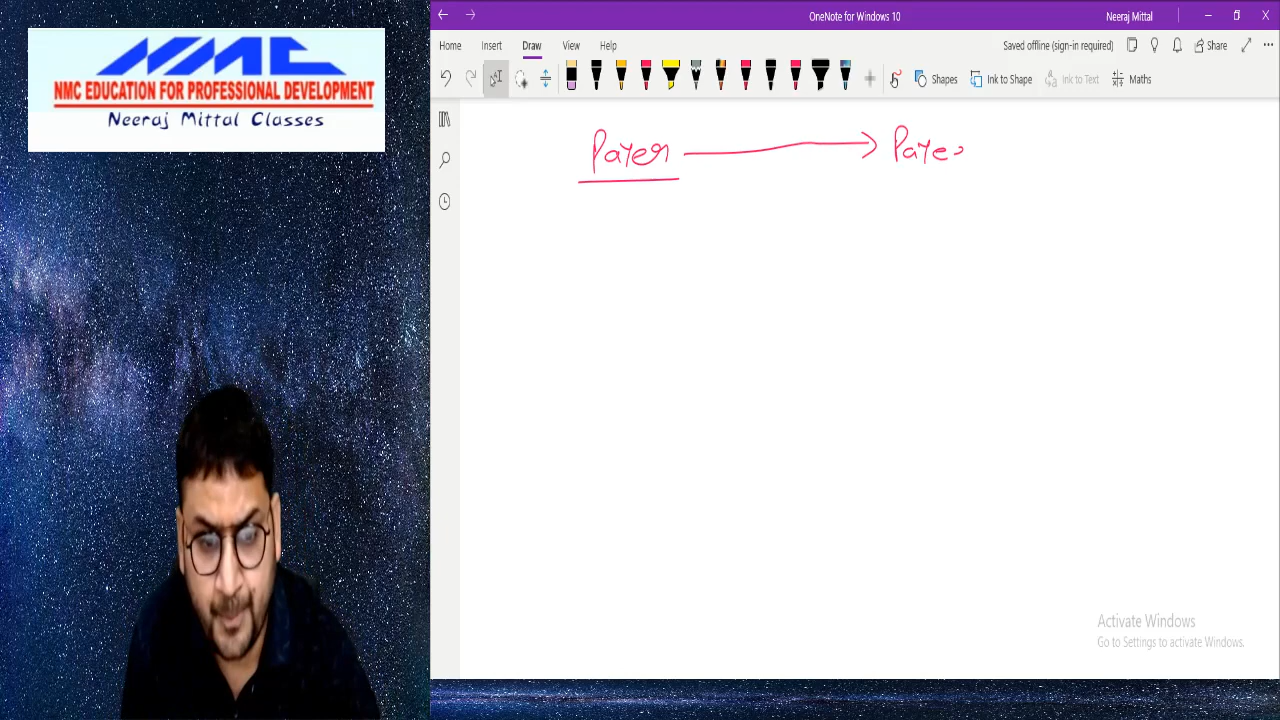 NMC
NMC EDUCATION FOR PROFESSIONAL DEVELOPMENT
Neeraj Mittal Classes
OneNote for Windows 10
Neeraj Mittal
Home Insert Draw View Help
Saved offline (sign-in required)
Share
Shapes Ink to Shape Ink to Text Maths
Payer
Activate Windows
Go to Settings to activate Windows.